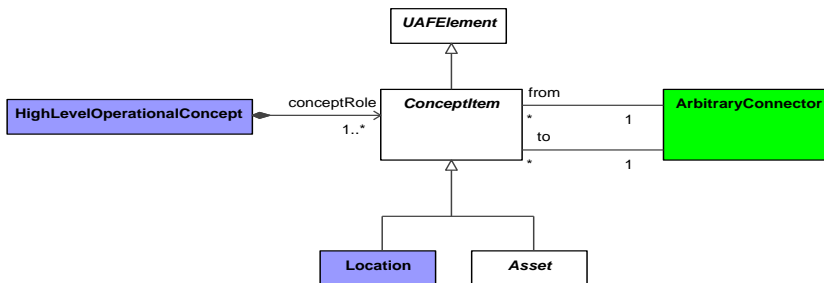 UAFElement
conceptRole
from
HighLevelOperationalConcept
ConceptItem
ArbitraryConnector
1..*
*
1
to
*
1
Location
Asset